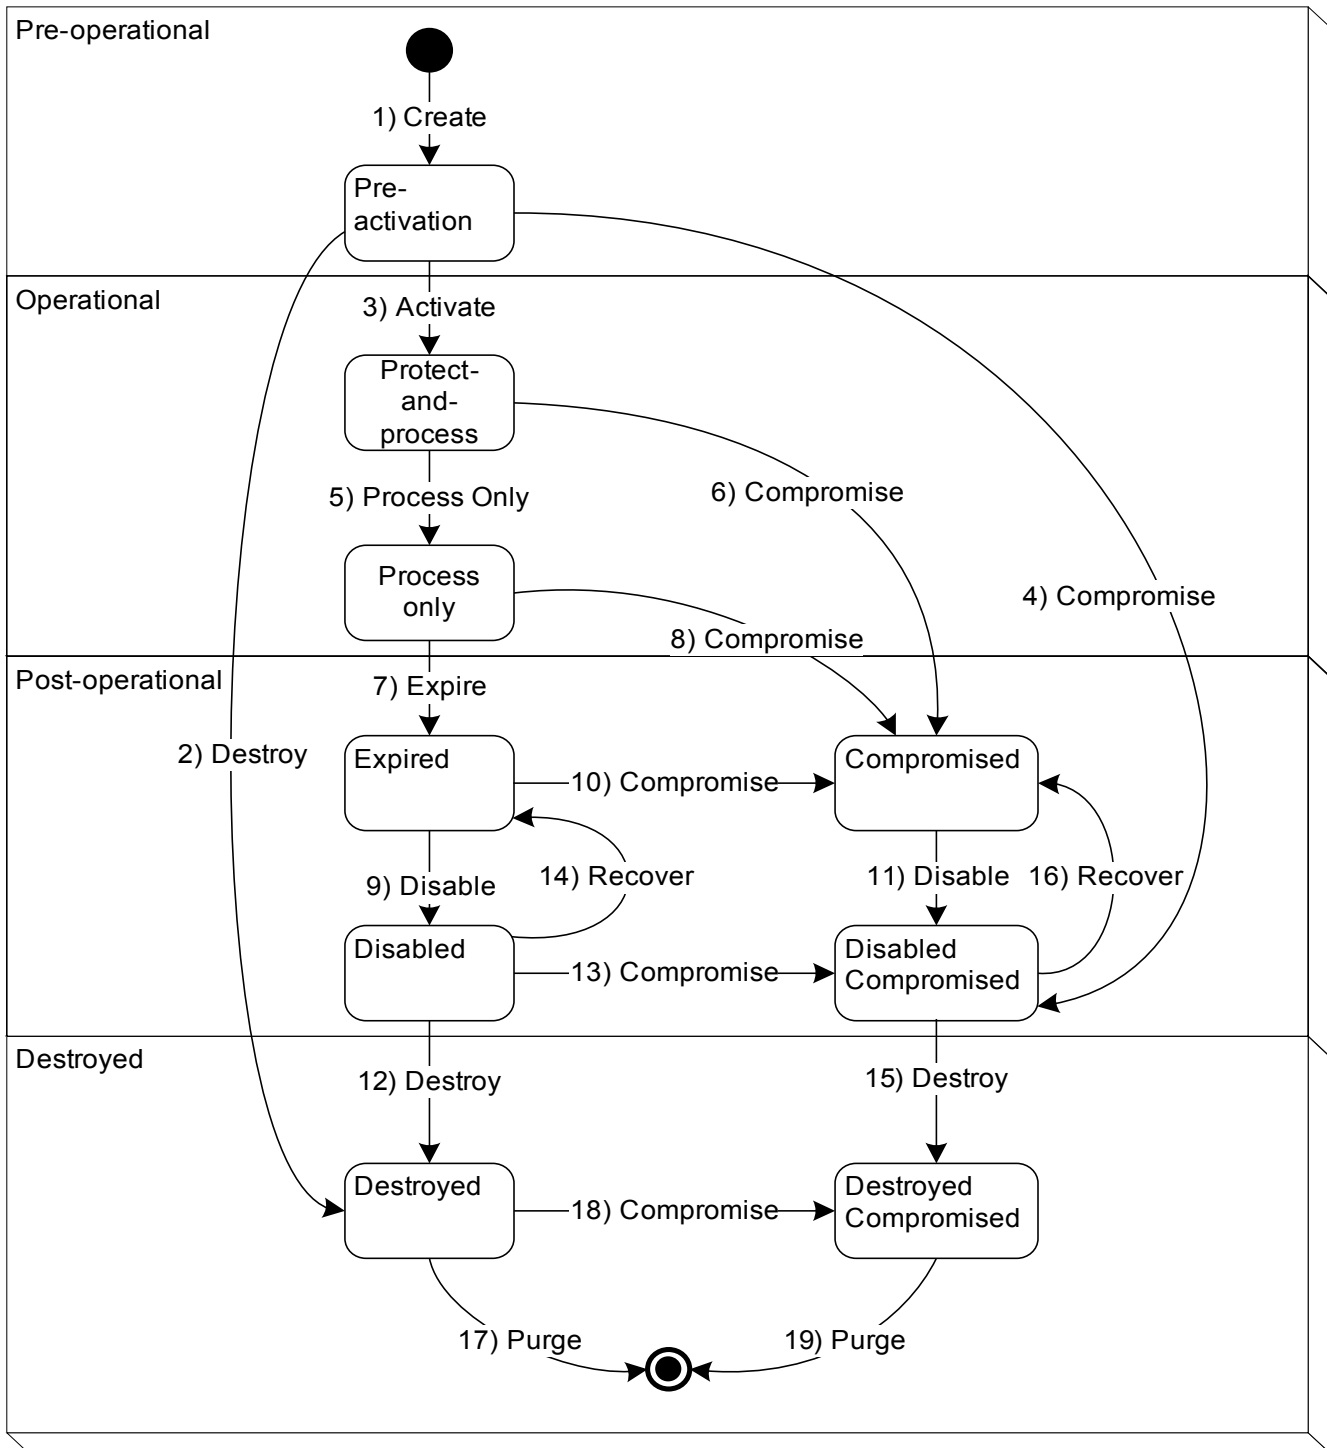 Pre-operational
1) Create
Pre-
activation
Operational
3) Activate
Protect-
and-
process
5) Process Only
6) Compromise
Process
only
4) Compromise
8) Compromise
Post-operational
7) Expire
2) Destroy
Expired
10) Compromise
Compromised
9) Disable
14) Recover
11) Disable
16) Recover
Disabled
13) Compromise
Disabled
Compromised
Destroyed
12) Destroy
15) Destroy
Destroyed
18) Compromise
Destroyed
Compromised
17) Purge
19) Purge